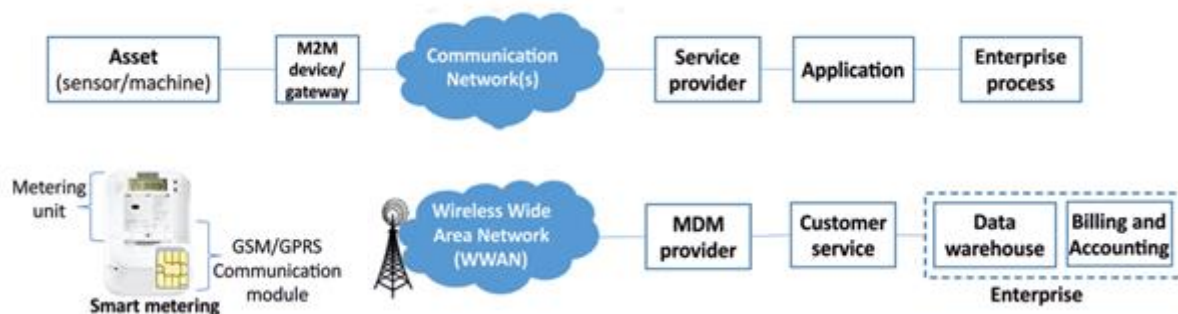 Asset
(sensor/machine)
M2M
device/
gateway
Communication
Network(s)
Service
provider
Application
Enterprise
process
Metering
unit
GSM/GPRS
Communication
module
Smart metering
Wireless Wide
Area Network
(WWAN)
MDM
provider
Customer
service
Data
warehouse
Billing and
Accounting
Enterprise